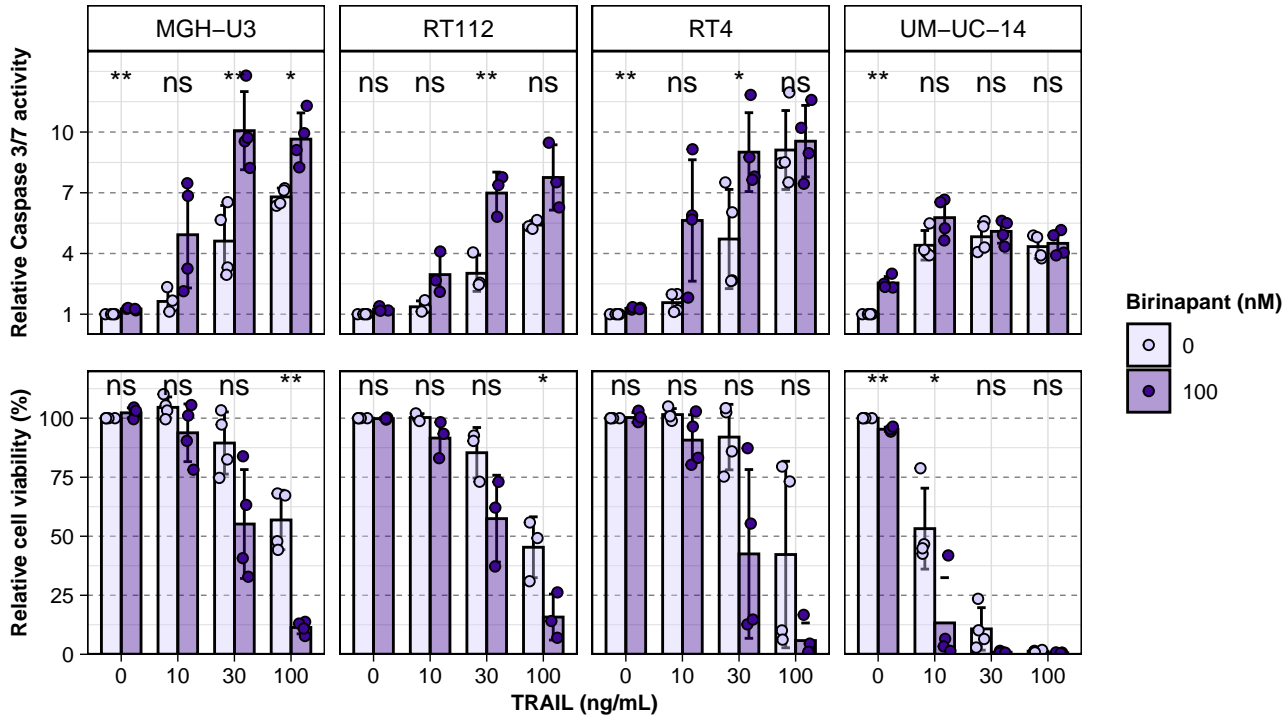 MGH−U3 RT112 RT4 UM−UC−14
Relative Caspase 3/7 activity
** ns ** * ns ns ** ns ** ns * ns ** ns ns ns
10
7
4
1
Birinapant (nM)
0
100
Relative cell viability (%)
ns ns ns ** ns ns ns * ns ns ns ns ** * ns ns
100
75
50
25
0
0 10 30 100 0 10 30 100 0 10 30 100 0 10 30 100
TRAIL (ng/mL)